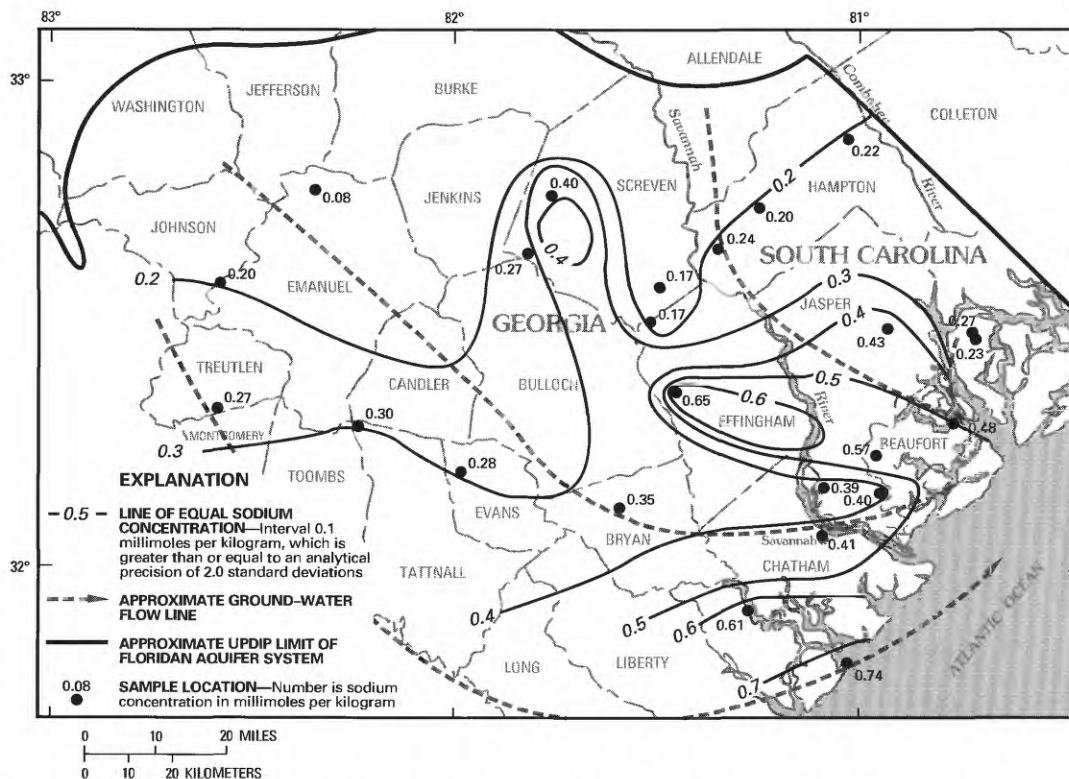 83°
82°
81°
33°
32°
ALLENDALE
WASHINGTON
JEFFERSON
BURKE
COLLETON
Combahee
River
Savannah
0.22
0.2
0.08
0.40
SCREVEN
HAMPTON
JENKINS
0.20
JOHNSON
0.24
SOUTH CAROLINA
0.4
0.27
0.20
0.2
0.17
0.3
EMANUEL
JASPER
0.4
GEORGIA
0.17
0.27
0.43
0.23
TREUTLEN
CANDLER
BULLOCH
0.5
0.65
0.6
River
0.27
EFFINGHAM
0.48
0.30
MONTGOMERY
BEAUFORT
0.3
0.57
0.28
TOOMBS
0.39
0.40
EVANS
0.35
BRYAN
Savannah
0.41
TATTNALL
CHATHAM
0.4
0.5
0.6
0.61
LONG
LIBERTY
0.7
0.74
ATLANTIC OCEAN
EXPLANATION
0.5
LINE OF EQUAL SODIUM
CONCENTRATION—Interval 0.1
millimoles per kilogram, which is
greater than or equal to an analytical
precision of 2.0 standard deviations
APPROXIMATE GROUND-WATER
FLOW LINE
APPROXIMATE UPDIP LIMIT OF
FLORIDAN AQUIFER SYSTEM
0.08
SAMPLE LOCATION—Number is sodium
concentration in millimoles per kilogram
0 10 20 MILES
0 10 20 KILOMETERS